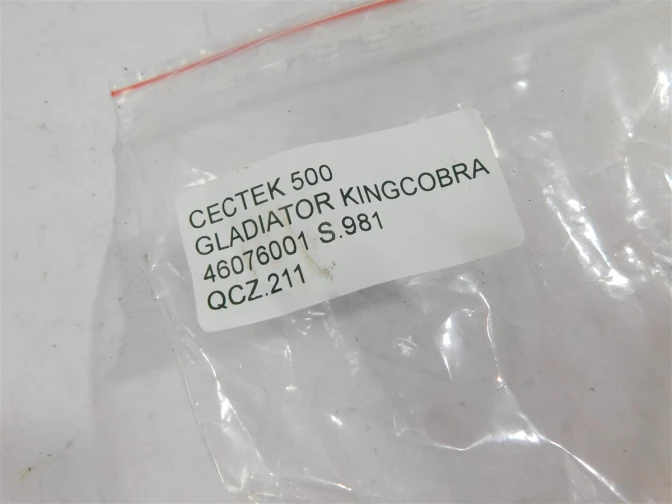 CECTEK 500
GLADIATOR KINGCOBRA
46076001 S.981
QCZ.211